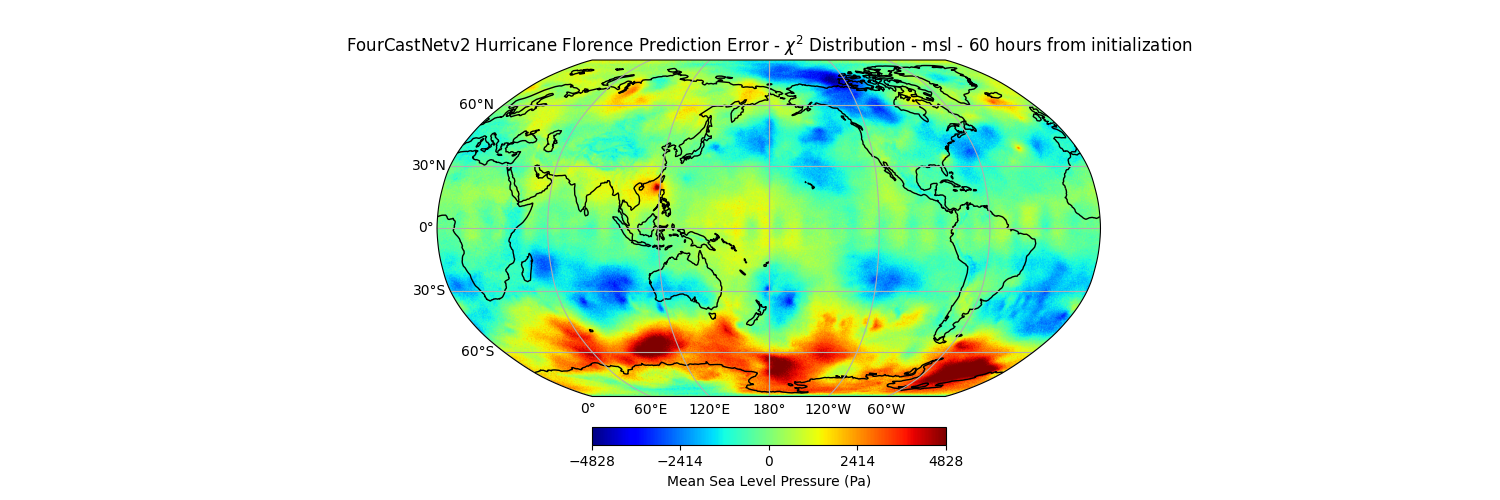 FourCastNetv2 Hurricane Florence Prediction Error - χ² Distribution - msl - 60 hours from initialization
60°N
30°N
0°
30°S
60°S
0° 60°E 120°E 180° 120°W 60°W
−4828 −2414 0 2414 4828
Mean Sea Level Pressure (Pa)